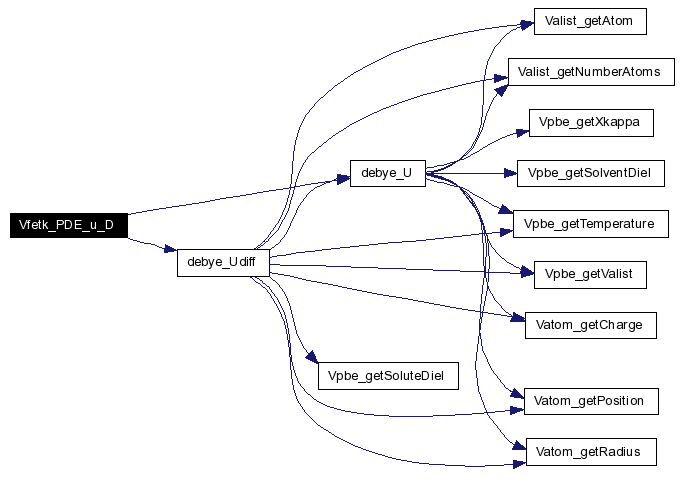 Valist_getAtom
Valist_getNumberAtoms
Vpbe_getXkappa
debye_U
Vpbe_getSolventDiel
Vfetk_PDE_u_D
Vpbe_getTemperature
debye_Udiff
Vpbe_getValist
Vatom_getCharge
Vpbe_getSoluteDiel
Vatom_getPosition
Vatom_getRadius